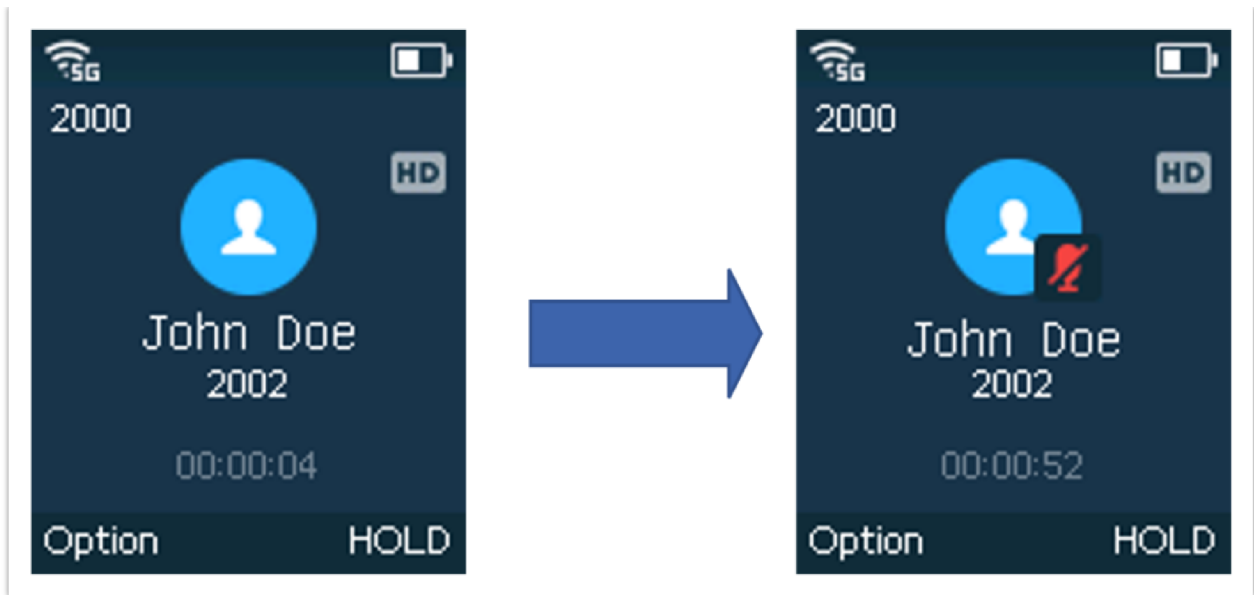 5G
2000
HD
John Doe
2002
00:00:04
Option HOLD
5G
2000
HD
John Doe
2002
00:00:52
Option HOLD